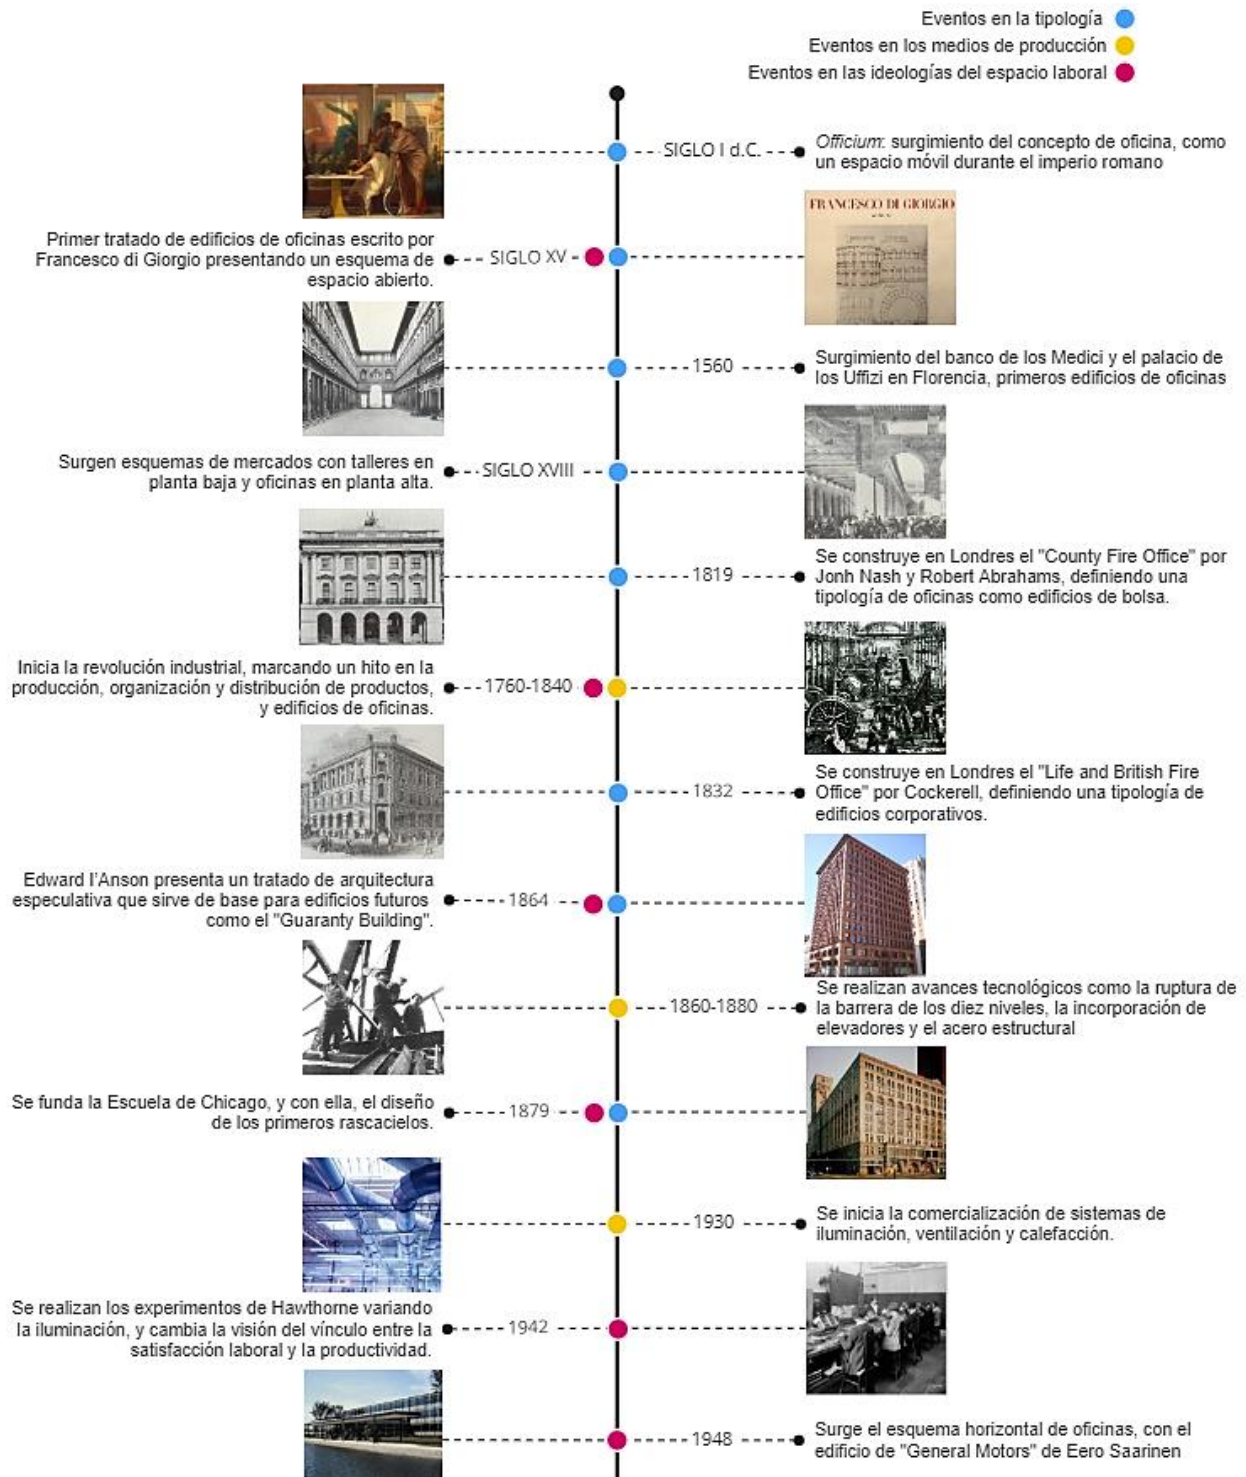 Eventos en la tipología
Eventos en los medios de producción
Eventos en las ideologías del espacio laboral
SIGLO I d.C.
Officium: surgimiento del concepto de oficina, como
un espacio móvil durante el imperio romano
FRANCESCO DI GIORGIO
Primer tratado de edificios de oficinas escrito por
Francesco di Giorgio presentando un esquema de
espacio abierto.
SIGLO XV
1560
Surgimiento del banco de los Medici y el palacio de
los Uffizi en Florencia, primeros edificios de oficinas
Surgen esquemas de mercados con talleres en
planta baja y oficinas en planta alta.
SIGLO XVIII
1819
Se construye en Londres el "County Fire Office" por
Jonh Nash y Robert Abrahams, definiendo una
tipología de oficinas como edificios de bolsa.
Inicia la revolución industrial, marcando un hito en la
producción, organización y distribución de productos,
y edificios de oficinas.
1760-1840
1832
Se construye en Londres el "Life and British Fire
Office" por Cockerell, definiendo una tipología de
edificios corporativos.
Edward I'Anson presenta un tratado de arquitectura
especulativa que sirve de base para edificios futuros
como el "Guaranty Building".
1864
1860-1880
Se realizan avances tecnológicos como la ruptura de
la barrera de los diez niveles, la incorporación de
elevadores y el acero estructural
Se funda la Escuela de Chicago, y con ella, el diseño
de los primeros rascacielos.
1879
1930
Se inicia la comercialización de sistemas de
iluminación, ventilación y calefacción.
Se realizan los experimentos de Hawthorne variando
la iluminación, y cambia la visión del vínculo entre la
satisfacción laboral y la productividad.
1942
1948
Surge el esquema horizontal de oficinas, con el
edificio de "General Motors" de Eero Saarinen